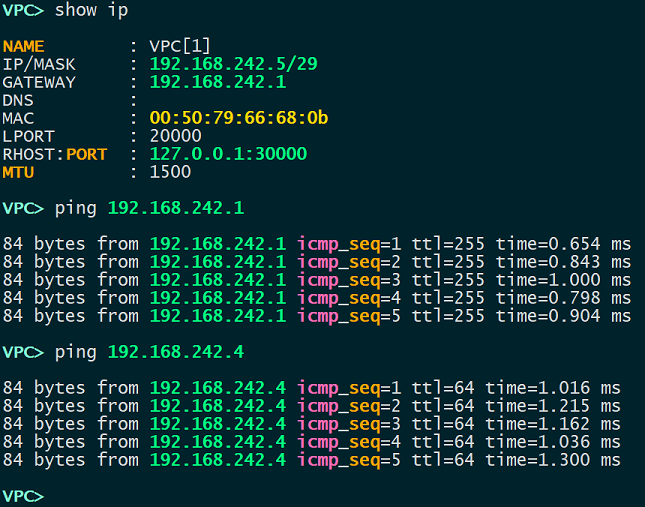 VPC> show ip
NAME : VPC[1]
IP/MASK : 192.168.242.5/29
GATEWAY : 192.168.242.1
DNS :
MAC : 00:50:79:66:68:0b
LPORT : 20000
RHOST:PORT : 127.0.0.1:30000
MTU : 1500
VPC> ping 192.168.242.1
84 bytes from 192.168.242.1 icmp_seq=1 ttl=255 time=0.654 ms
84 bytes from 192.168.242.1 icmp_seq=2 ttl=255 time=0.843 ms
84 bytes from 192.168.242.1 icmp_seq=3 ttl=255 time=1.000 ms
84 bytes from 192.168.242.1 icmp_seq=4 ttl=255 time=0.798 ms
84 bytes from 192.168.242.1 icmp_seq=5 ttl=255 time=0.904 ms
VPC> ping 192.168.242.4
84 bytes from 192.168.242.4 icmp_seq=1 ttl=64 time=1.016 ms
84 bytes from 192.168.242.4 icmp_seq=2 ttl=64 time=1.215 ms
84 bytes from 192.168.242.4 icmp_seq=3 ttl=64 time=1.162 ms
84 bytes from 192.168.242.4 icmp_seq=4 ttl=64 time=1.036 ms
84 bytes from 192.168.242.4 icmp_seq=5 ttl=64 time=1.300 ms
VPC>